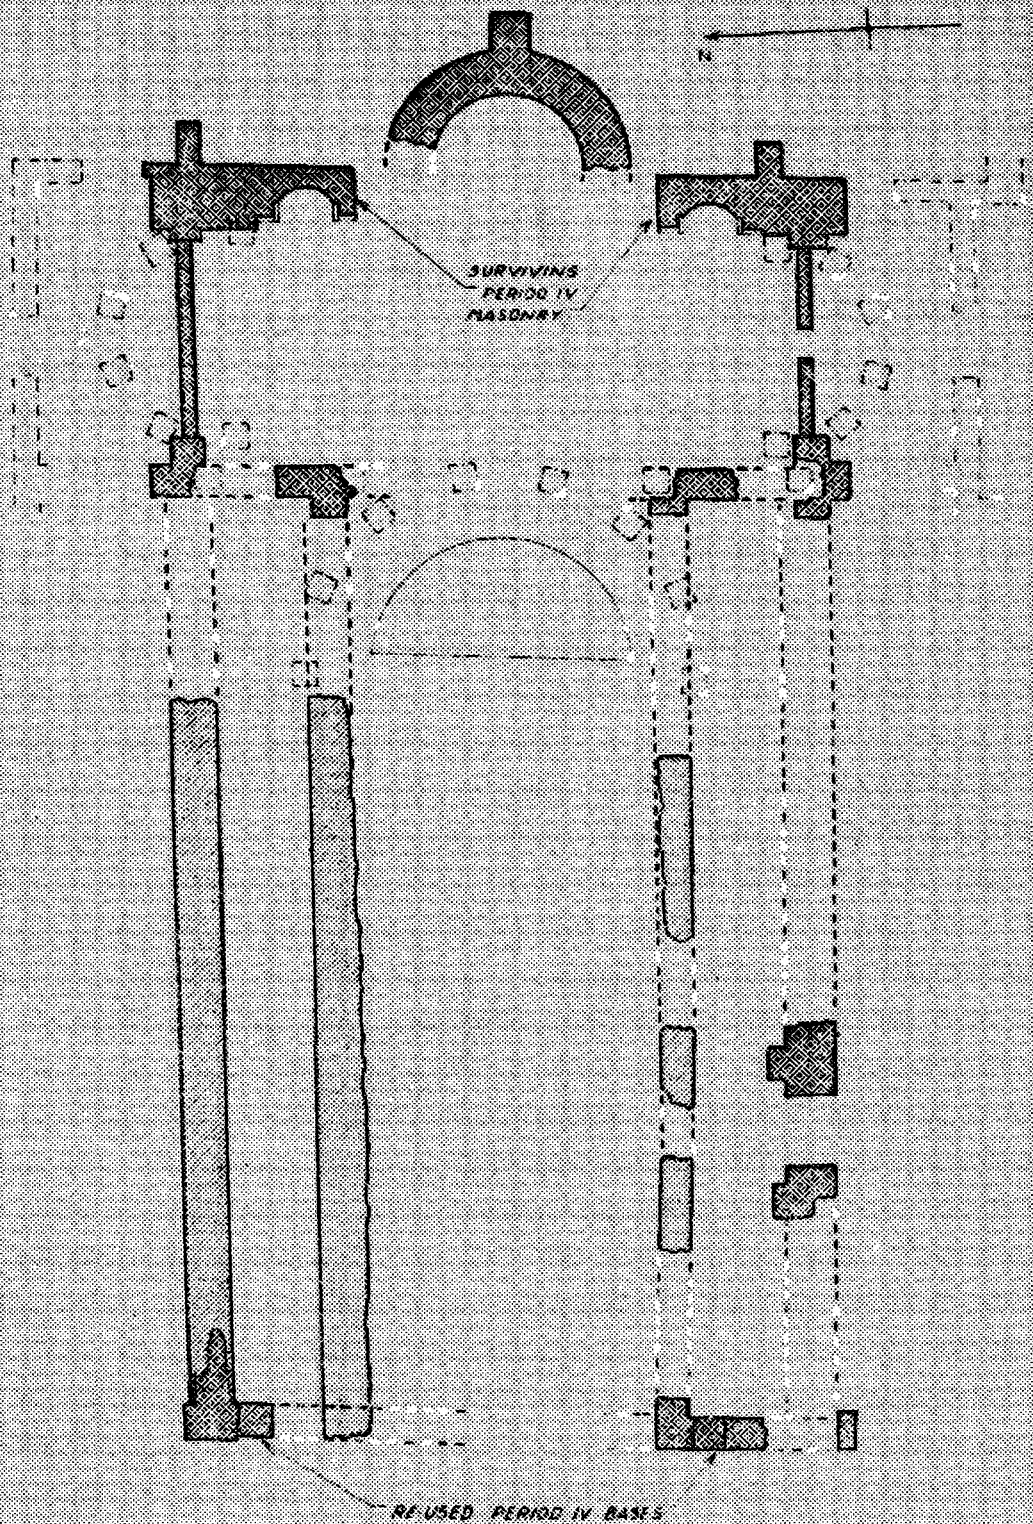 N
SURVIVING
PERIOD IV
MASONRY
RE-USED PERIOD IV BASES